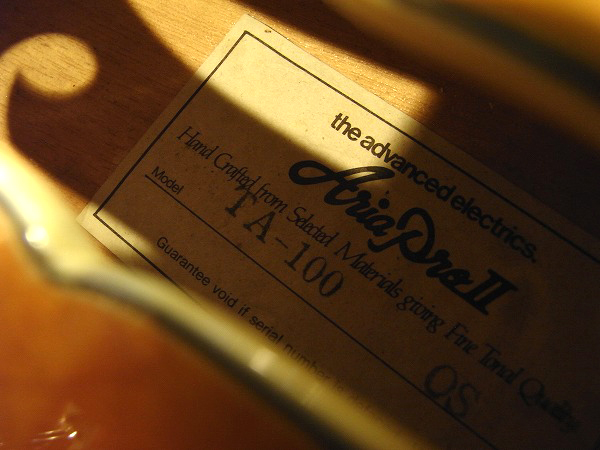 the advanced electrics.
Aria Pro II
Hand Crafted from Selected Materials giving Fine Tonal Quality
Model TA-100 OS
Guarantee void if serial number